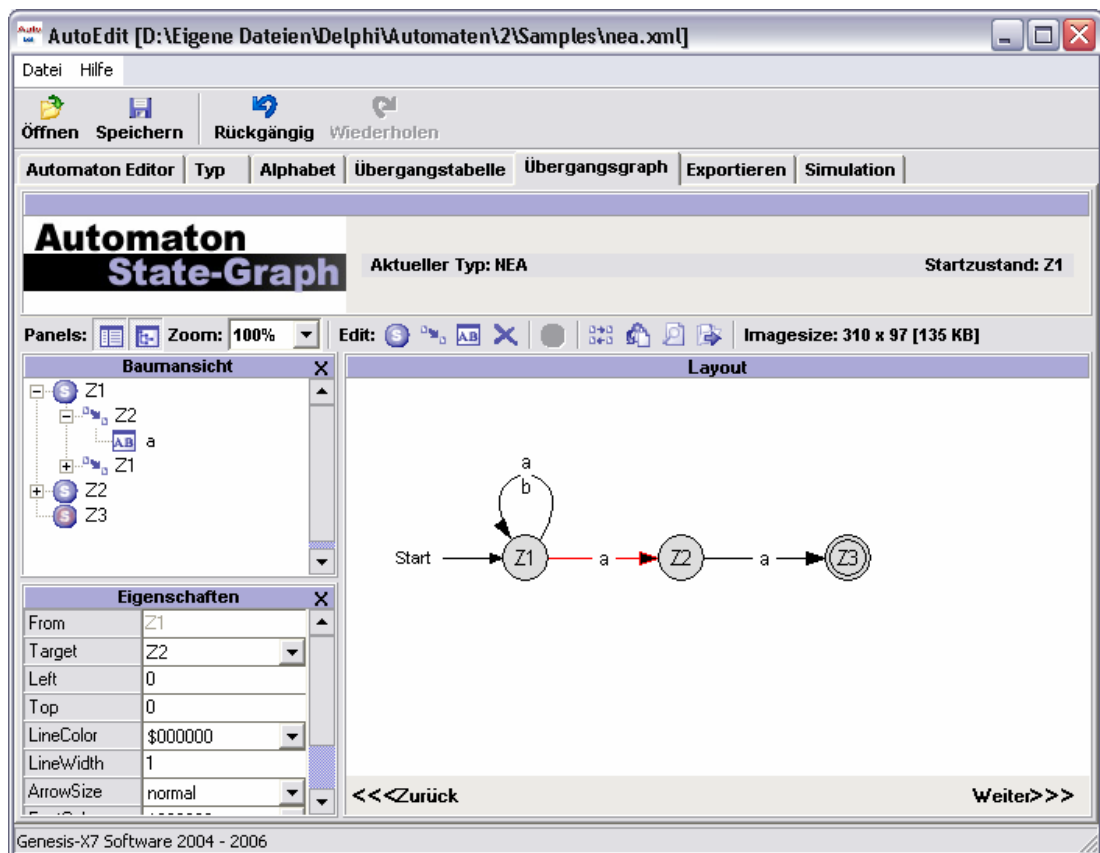 AutoEdit [D:\Eigene Dateien\Delphi\Automaten\2\Samples\nea.xml]
Datei Hilfe
Öffnen Speichern Rückgängig Wiederholen
Automaton Editor Typ Alphabet Übergangstabelle Übergangsgraph Exportieren Simulation
Automaton
State-Graph
Aktueller Typ: NEA Startzustand: Z1
Panels: Zoom: 100% Edit: Imagesize: 310 x 97 [135 KB]
Baumansicht X
Z1
Z2
AB a
Z1
Z2
Z3
Layout
a
b
Start Z1 a Z2 a Z3
Eigenschaften X
From Z1
Target Z2
Left 0
Top 0
LineColor $000000
LineWidth 1
ArrowSize normal
<<<Zurück Weiter>>>
Genesis-X7 Software 2004 - 2006